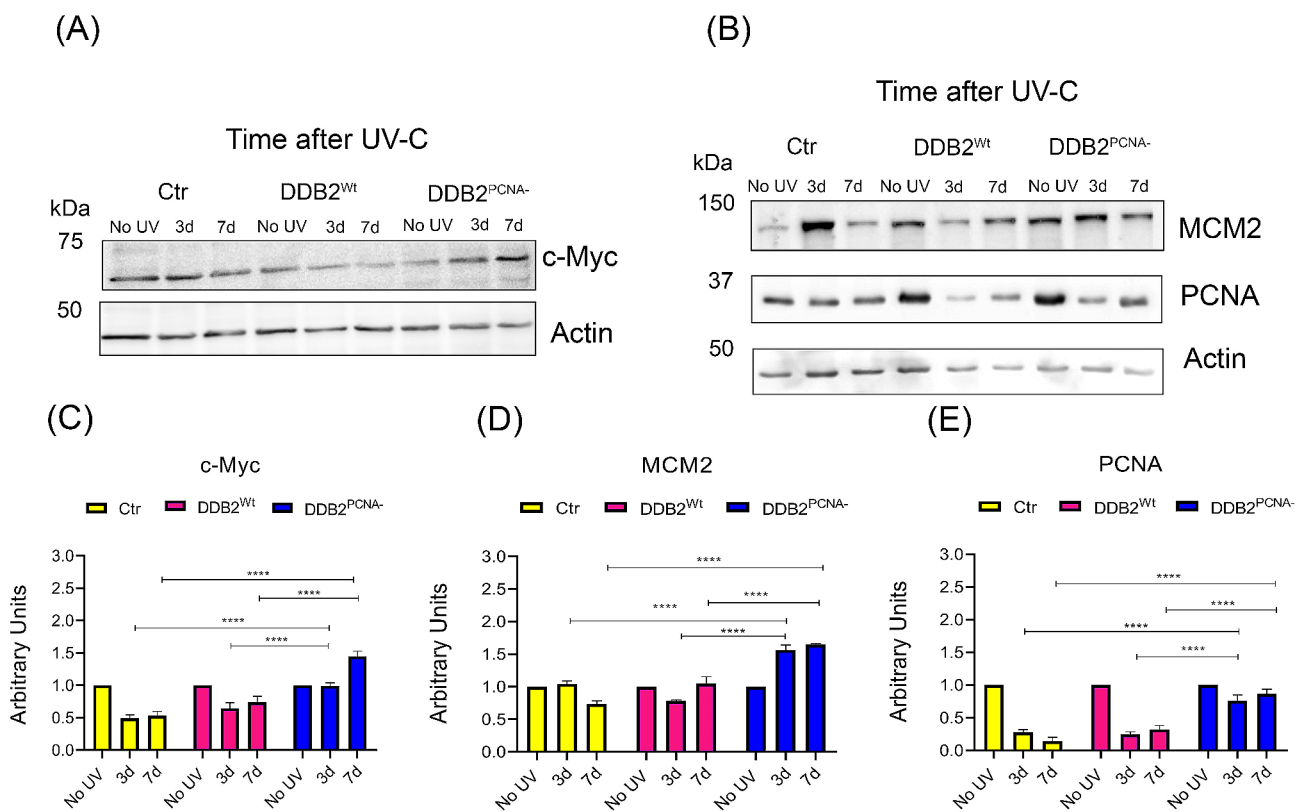 (A)
Time after UV-C
Ctr DDB2Wt DDB2PCNA-
kDa
No UV 3d 7d No UV 3d 7d No UV 3d 7d
75
c-Myc
50
Actin
(B)
Time after UV-C
Ctr DDB2Wt DDB2PCNA-
kDa
No UV 3d 7d No UV 3d 7d No UV 3d 7d
150
MCM2
37
PCNA
50
Actin
(C)
c-Myc
Ctr DDB2Wt DDB2PCNA-
Arbitrary Units
3.0
2.5
2.0
1.5
1.0
0.5
0.0
****
****
****
****
No UV 3d 7d No UV 3d 7d No UV 3d 7d
(D)
MCM2
Ctr DDB2Wt DDB2PCNA-
Arbitrary Units
3.0
2.5
2.0
1.5
1.0
0.5
0.0
****
****
****
****
No UV 3d 7d No UV 3d 7d No UV 3d 7d
(E)
PCNA
Ctr DDB2Wt DDB2PCNA-
Arbitrary Units
3.0
2.5
2.0
1.5
1.0
0.5
0.0
****
****
****
****
No UV 3d 7d No UV 3d 7d No UV 3d 7d